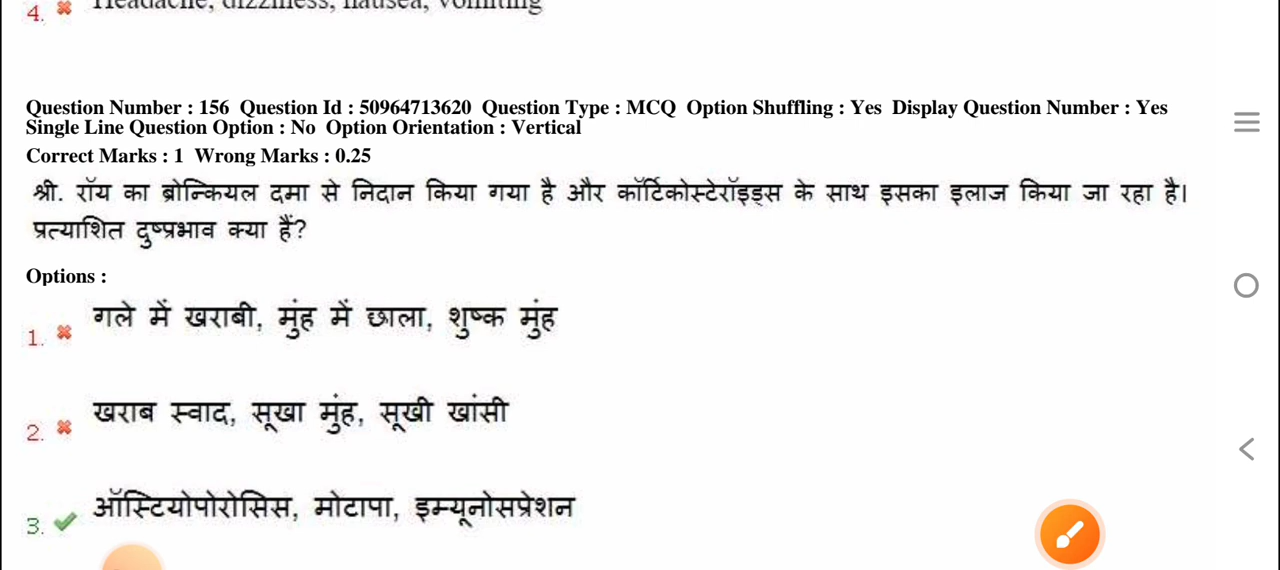 4. Headache, dizziness, nausea, vomiting
Question Number : 156 Question Id : 50964713620 Question Type : MCQ Option Shuffling : Yes Display Question Number : Yes
Single Line Question Option : No Option Orientation : Vertical
Correct Marks : 1 Wrong Marks : 0.25
श्री. रॉय का ब्रोन्कियल दमा से निदान किया गया है और कॉर्टिकोस्टेरॉइड्स के साथ इसका इलाज किया जा रहा है।
प्रत्याशित दुष्प्रभाव क्या हैं?
Options :
1. गले में खराबी, मुंह में छाला, शुष्क मुंह
2. खराब स्वाद, सूखा मुंह, सूखी खांसी
3. ऑस्टियोपोरोसिस, मोटापा, इम्यूनोसप्रेशन